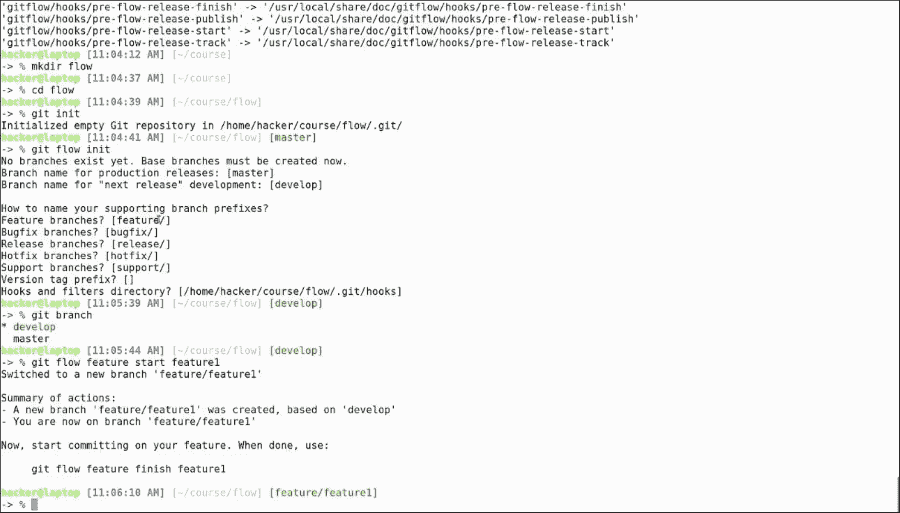 'gitflow/hooks/pre-flow-release-finish' -> '/usr/local/share/doc/gitflow/hooks/pre-flow-release-finish'
'gitflow/hooks/pre-flow-release-publish' -> '/usr/local/share/doc/gitflow/hooks/pre-flow-release-publish'
'gitflow/hooks/pre-flow-release-start' -> '/usr/local/share/doc/gitflow/hooks/pre-flow-release-start'
'gitflow/hooks/pre-flow-release-track' -> '/usr/local/share/doc/gitflow/hooks/pre-flow-release-track'
hacker@laptop [11:04:12 AM] [~/course]
-> % mkdir flow
hacker@laptop [11:04:37 AM] [~/course]
-> % cd flow
hacker@laptop [11:04:39 AM] [~/course/flow]
-> % git init
Initialized empty Git repository in /home/hacker/course/flow/.git/
hacker@laptop [11:04:41 AM] [~/course/flow] [master]
-> % git flow init
No branches exist yet. Base branches must be created now.
Branch name for production releases: [master]
Branch name for "next release" development: [develop]
How to name your supporting branch prefixes?
Feature branches? [feature/]
Bugfix branches? [bugfix/]
Release branches? [release/]
Hotfix branches? [hotfix/]
Support branches? [support/]
Version tag prefix? []
Hooks and filters directory? [/home/hacker/course/flow/.git/hooks]
hacker@laptop [11:05:39 AM] [~/course/flow] [develop]
-> % git branch
* develop
master
hacker@laptop [11:05:44 AM] [~/course/flow] [develop]
-> % git flow feature start feature1
Switched to a new branch 'feature/feature1'
Summary of actions:
- A new branch 'feature/feature1' was created, based on 'develop'
- You are now on branch 'feature/feature1'
Now, start committing on your feature. When done, use:
git flow feature finish feature1
hacker@laptop [11:06:10 AM] [~/course/flow] [feature/feature1]
-> %